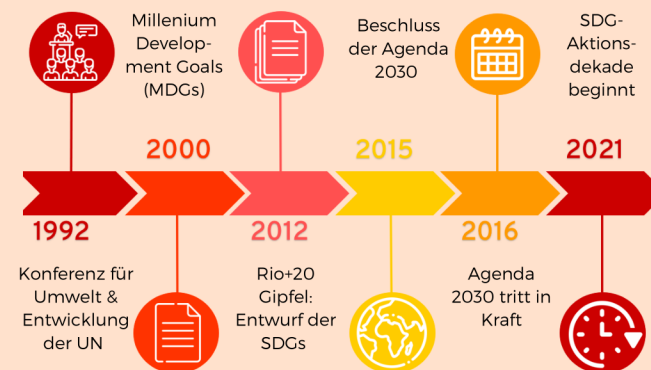 Millenium
Develop-
ment Goals
(MDGs)
Beschluss
der Agenda
2030
SDG-
Aktions-
dekade
beginnt
2000
2015
2021
1992
2012
2016
Konferenz für
Umwelt &
Entwicklung
der UN
Rio+20
Gipfel:
Entwurf der
SDGs
Agenda
2030 tritt in
Kraft